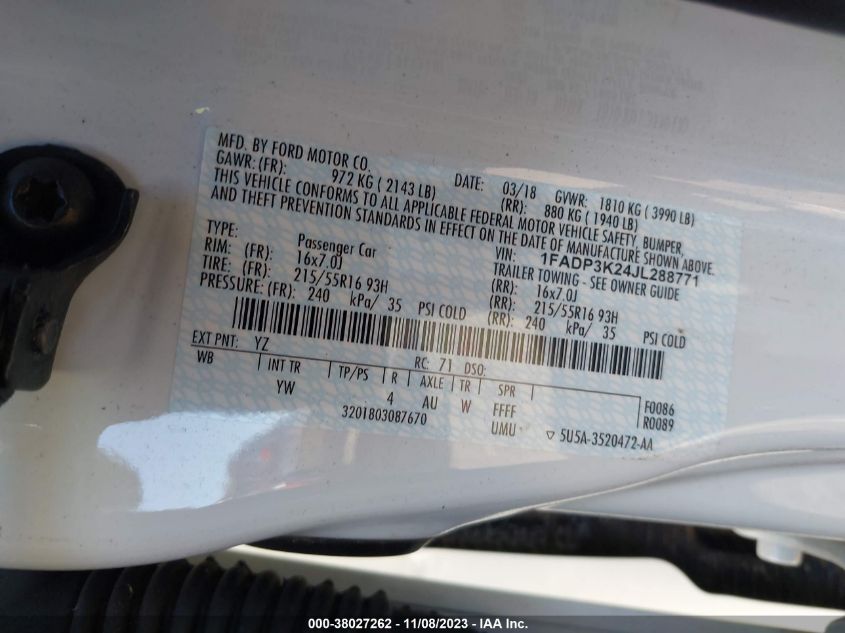 MFD. BY FORD MOTOR CO.
DATE: 03/18 GVWR: 1810 KG ( 3990 LB)
GAWR: (FR): 972 KG ( 2143 LB) (RR): 880 KG ( 1940 LB)
THIS VEHICLE CONFORMS TO ALL APPLICABLE FEDERAL MOTOR VEHICLE SAFETY, BUMPER,
AND THEFT PREVENTION STANDARDS IN EFFECT ON THE DATE OF MANUFACTURE SHOWN ABOVE.
VIN: 1FADP3K24JL288771
TYPE: Passenger Car TRAILER TOWING - SEE OWNER GUIDE
RIM: (FR): 16x7.0J (RR): 16x7.0J
TIRE: (FR): 215/55R16 93H (RR): 215/55R16 93H
PRESSURE: (FR): 240 kPa/ 35 PSI COLD (RR): 240 kPa/ 35 PSI COLD
EXT PNT: YZ RC: 71 DSO:
WB INT TR TP/PS R AXLE TR SPR
YW 4 AU W FFFF F0086
UMU R0089
3201803087670 5U5A-3520472-AA
000-38027262 - 11/08/2023 - IAA Inc.